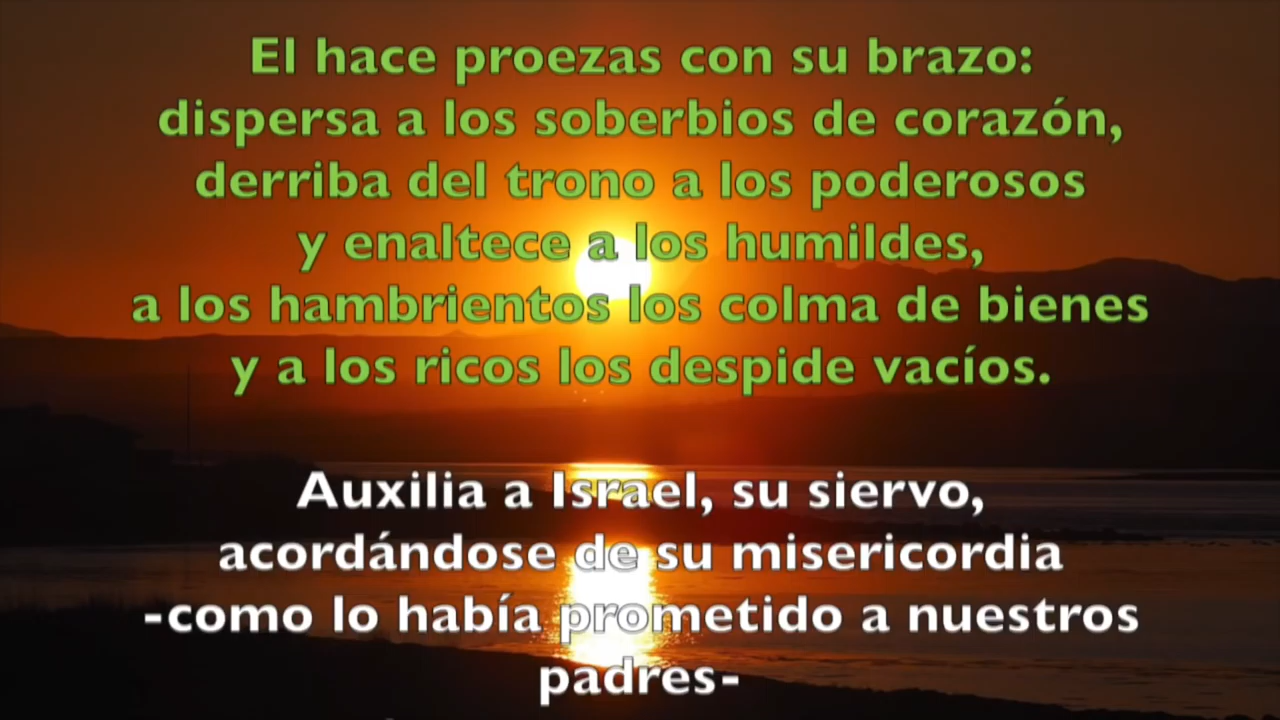 El hace proezas con su brazo:
dispersa a los soberbios de corazón,
derriba del trono a los poderosos
y enaltece a los humildes,
a los hambrientos los colma de bienes
y a los ricos los despide vacíos.
Auxilia a Israel, su siervo,
acordándose de su misericordia
-como lo había prometido a nuestros
padres-